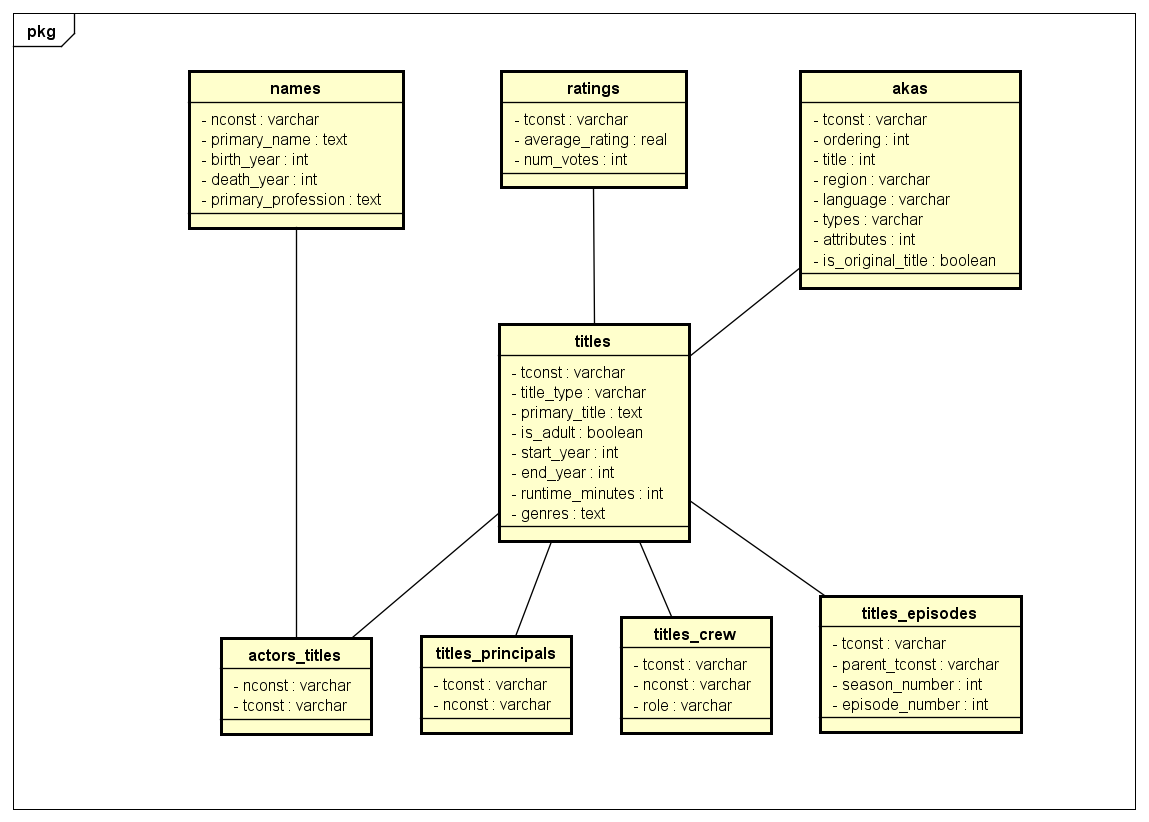 pkg
names
- nconst : varchar
- primary_name : text
- birth_year : int
- death_year : int
- primary_profession : text
ratings
- tconst : varchar
- average_rating : real
- num_votes : int
akas
- tconst : varchar
- ordering : int
- title : int
- region : varchar
- language : varchar
- types : varchar
- attributes : int
- is_original_title : boolean
titles
- tconst : varchar
- title_type : varchar
- primary_title : text
- is_adult : boolean
- start_year : int
- end_year : int
- runtime_minutes : int
- genres : text
actors_titles
- nconst : varchar
- tconst : varchar
titles_principals
- tconst : varchar
- nconst : varchar
titles_crew
- tconst : varchar
- nconst : varchar
- role : varchar
titles_episodes
- tconst : varchar
- parent_tconst : varchar
- season_number : int
- episode_number : int